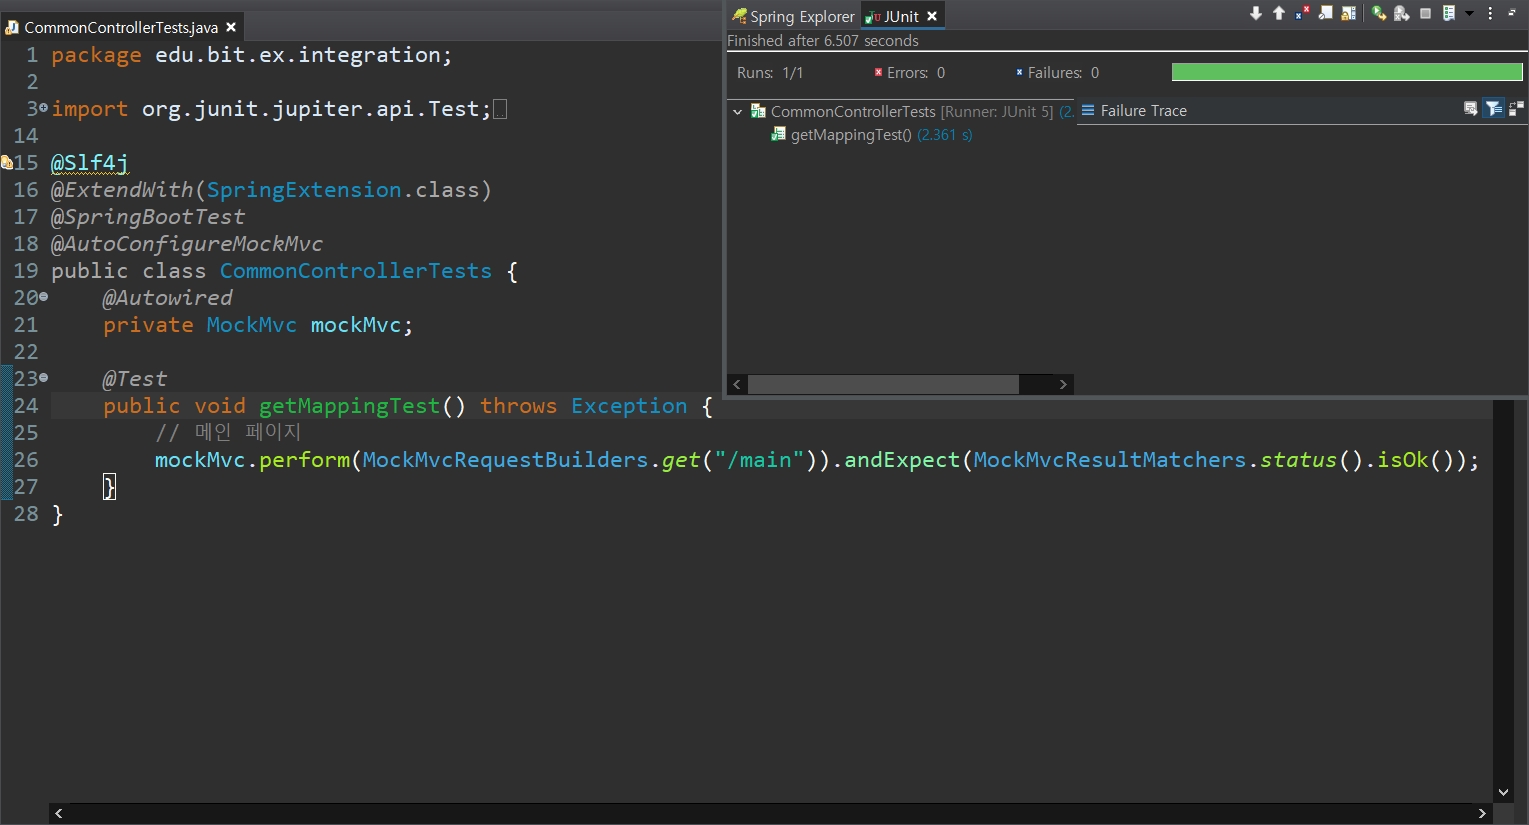 CommonControllerTests.java
1 package edu.bit.ex.integration;
2
3 import org.junit.jupiter.api.Test;
14
15 @Slf4j
16 @ExtendWith(SpringExtension.class)
17 @SpringBootTest
18 @AutoConfigureMockMvc
19 public class CommonControllerTests {
20 @Autowired
21 private MockMvc mockMvc;
22
23 @Test
24 public void getMappingTest() throws Exception {
25 // 메인 페이지
26 mockMvc.perform(MockMvcRequestBuilders.get("/main")).andExpect(MockMvcResultMatchers.status().isOk());
27 }
28 }
Spring Explorer JUnit
Finished after 6.507 seconds
Runs: 1/1 Errors: 0 Failures: 0
CommonControllerTests [Runner: JUnit 5] (2.
getMappingTest() (2.361 s)
Failure Trace